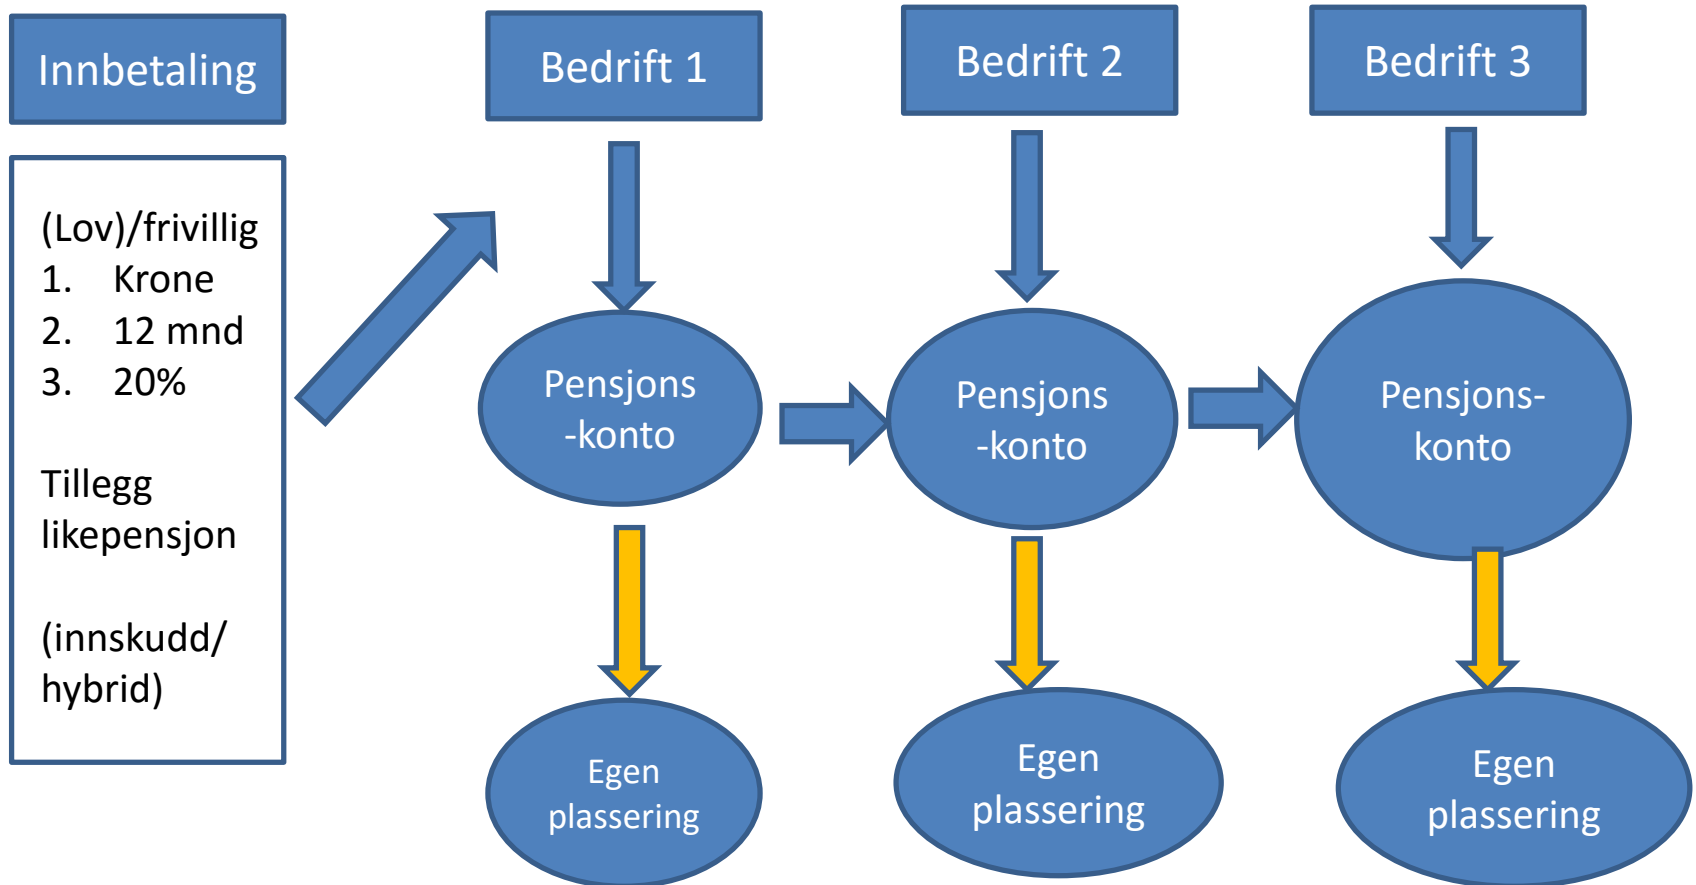 Innbetaling
(Lov)/frivillig
1. Krone
2. 12 mnd
3. 20%
Tillegg
likepensjon
(innskudd/
hybrid)
Bedrift 1
Pensjons
-konto
Egen
plassering
Bedrift 2
Pensjons
-konto
Egen
plassering
Bedrift 3
Pensjons-
konto
Egen
plassering